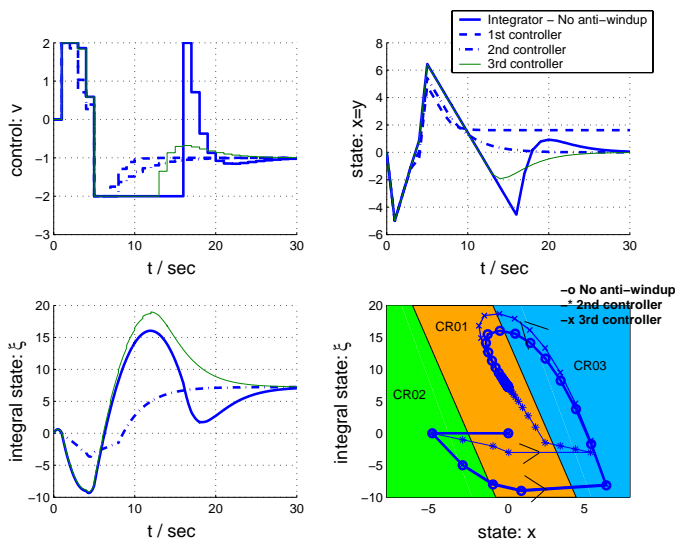 Integrator − No anti−windup
1st controller
2nd controller
3rd controller
2
1
0
−1
−2
−3
0
10
20
30
control: v
t / sec
8
6
4
2
0
−2
−4
−6
0
10
20
30
state: x=y
t / sec
20
15
10
5
0
−5
−10
0
10
20
30
integral state: ξ
t / sec
−o No anti−windup
−* 2nd controller
−x 3rd controller
CR01
CR03
CR02
20
15
10
5
0
−5
−10
−5
0
5
integral state: ξ
state: x